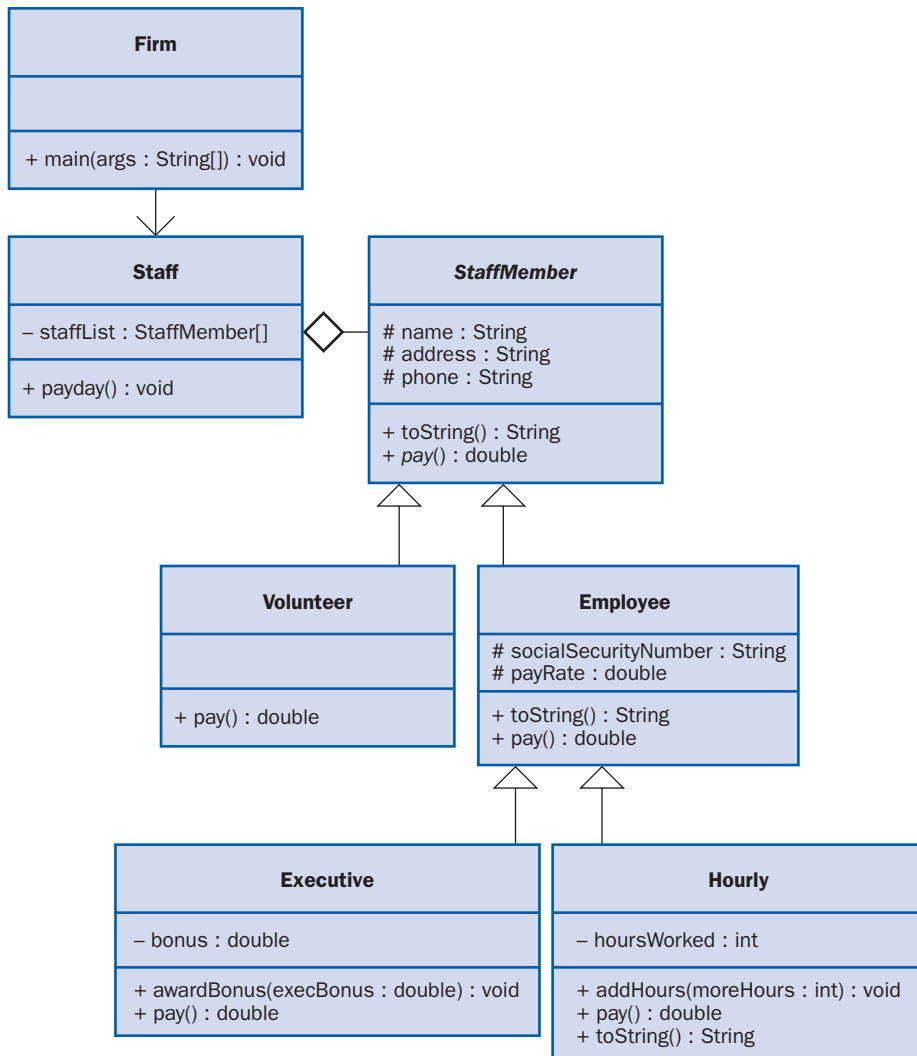 Firm
+ main(args : String[]) : void
Staff
– staffList : StaffMember[]
+ payday() : void
StaffMember
# name : String
# address : String
# phone : String
+ toString() : String
+ pay() : double
Volunteer
+ pay() : double
Employee
# socialSecurityNumber : String
# payRate : double
+ toString() : String
+ pay() : double
Executive
– bonus : double
+ awardBonus(execBonus : double) : void
+ pay() : double
Hourly
– hoursWorked : int
+ addHours(moreHours : int) : void
+ pay() : double
+ toString() : String